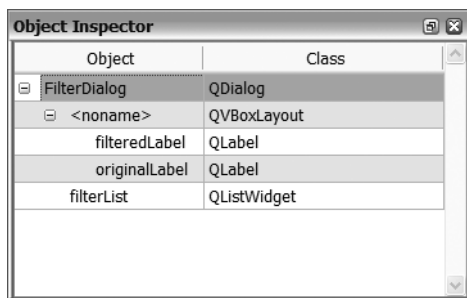 Object Inspector
Object Class
FilterDialog QDialog
<noname> QVBoxLayout
filteredLabel QLabel
originalLabel QLabel
filterList QListWidget